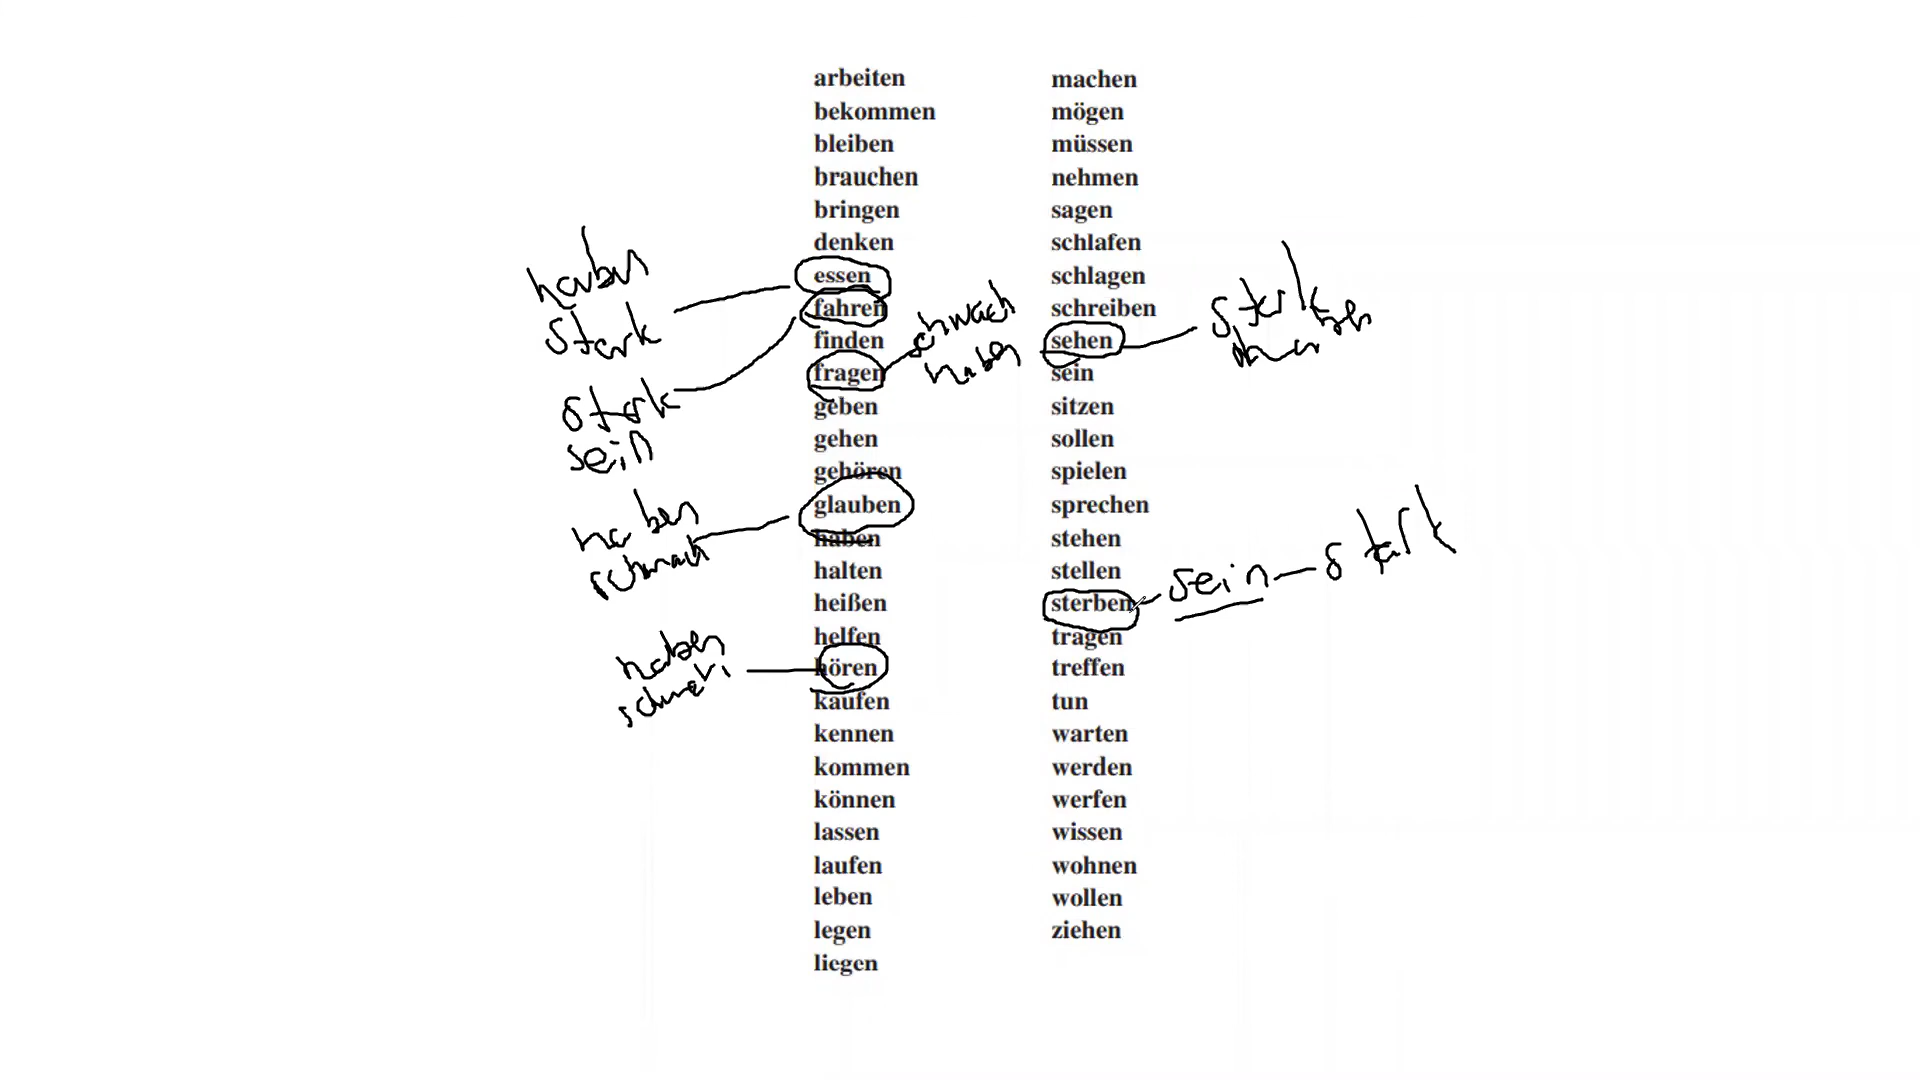 arbeiten
bekommen
bleiben
brauchen
bringen
denken
essen
fahren
finden
fragen
geben
gehen
gehören
glauben
haben
halten
heißen
helfen
hören
kaufen
kennen
kommen
können
lassen
laufen
leben
legen
liegen
machen
mögen
müssen
nehmen
sagen
schlafen
schlagen
schreiben
sehen
sein
sitzen
sollen
spielen
sprechen
stehen
stellen
sterben
tragen
treffen
tun
warten
werden
werfen
wissen
wohnen
wollen
ziehen
haben
stark
stark
sein
haben
schwach
haben
schwach
haben
stark
sein - stark